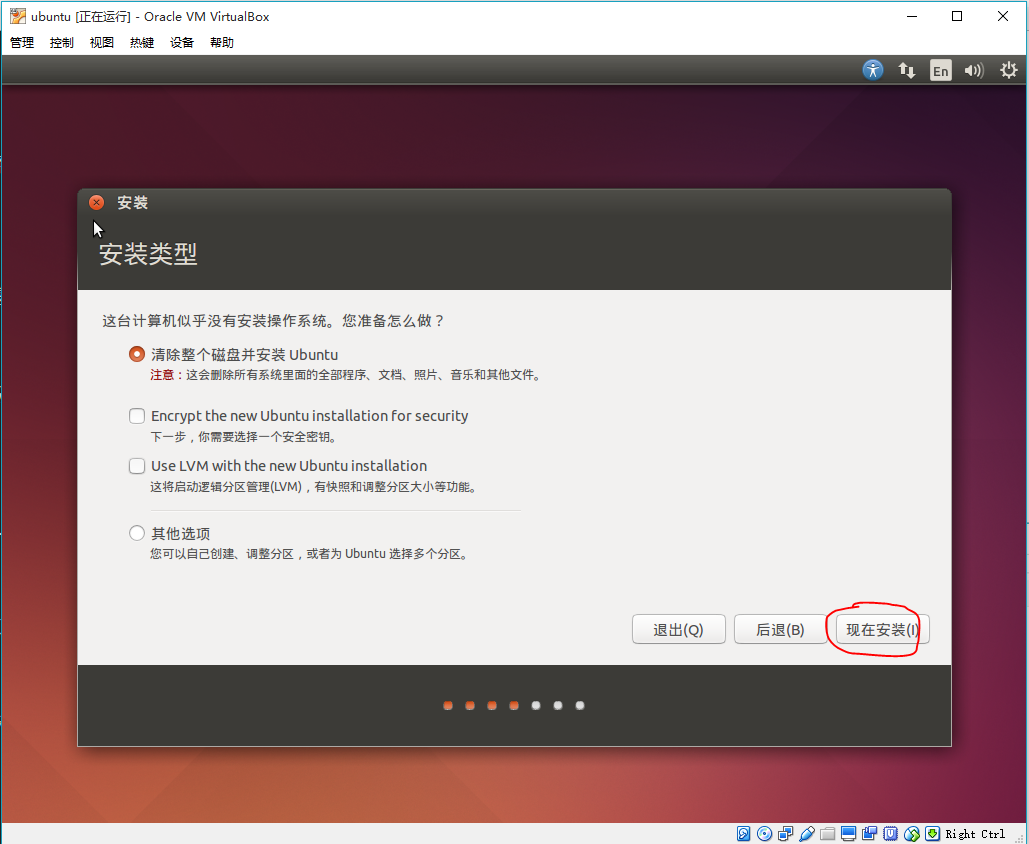 ubuntu [正在运行] - Oracle VM VirtualBox
管理 控制 视图 热键 设备 帮助
En
安装
安装类型
这台计算机似乎没有安装操作系统。您准备怎么做？
清除整个磁盘并安装 Ubuntu
注意：这会删除所有系统里面的全部程序、文档、照片、音乐和其他文件。
Encrypt the new Ubuntu installation for security
下一步，你需要选择一个安全密钥。
Use LVM with the new Ubuntu installation
这将启动逻辑分区管理(LVM)，有快照和调整分区大小等功能。
其他选项
您可以自己创建、调整分区，或者为 Ubuntu 选择多个分区。
退出(Q) 后退(B) 现在安装(I)
Right Ctrl